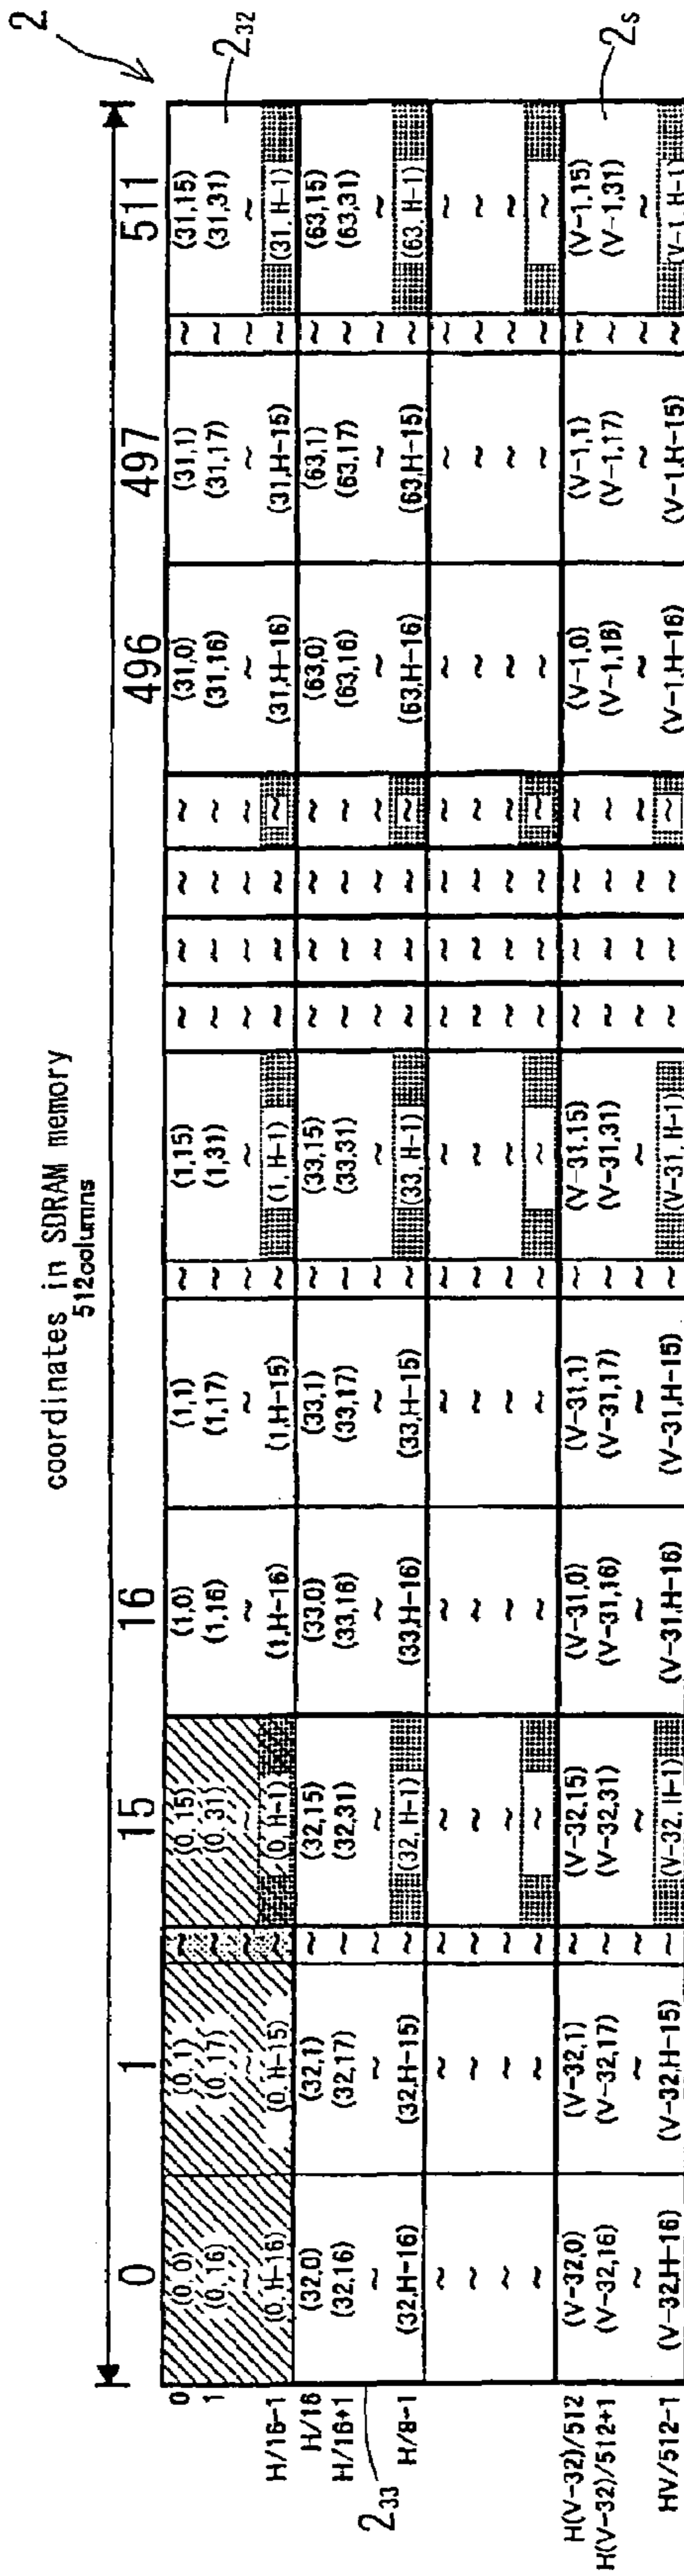 2
coordinates in SDRAM memory
512columns
0 1 15 16 496 497 511
0 (0, 0) (0, 1) ~ (0, 15) (1,0) (1,1) ~ (1,15) ~ ~ ~ ~ (31,0) (31,1) ~ (31,15) 2₃₂
1 (0, 16) (0, 17) ~ (0, 31) (1,16) (1,17) ~ (1,31) ~ ~ ~ ~ (31,16) (31,17) ~ (31,31)
~ ~ ~ ~ ~ ~ ~ ~ ~ ~ ~ ~ ~ ~ ~ ~
H/16-1 (0, H-16) (0, H-15) ~ (0, H-1) (1,H-16) (1,H-15) ~ (1, H-1) ~ ~ ~ ~ (31,H-16) (31,H-15) ~ (31, H-1)
H/16 (32,0) (32,1) ~ (32,15) (33,0) (33,1) ~ (33,15) ~ ~ ~ ~ (63,0) (63,1) ~ (63,15)
H/16+1 (32,16) (32,17) ~ (32,31) (33,16) (33,17) ~ (33,31) ~ ~ ~ ~ (63,16) (63,17) ~ (63,31)
~ ~ ~ ~ ~ ~ ~ ~ ~ ~ ~ ~ ~ ~ ~ ~
H/8-1 (32,H-16) (32,H-15) ~ (32, H-1) (33,H-16) (33,H-15) ~ (33, H-1) ~ ~ ~ ~ (63,H-16) (63,H-15) ~ (63, H-1)
2₃₃
~ ~ ~ ~ ~ ~ ~ ~ ~ ~ ~ ~ ~ ~ ~
~ ~ ~ ~ ~ ~ ~ ~ ~ ~ ~ ~ ~ ~ ~
~ ~ ~ ~ ~ ~ ~ ~ ~ ~ ~ ~ ~ ~ ~
~ ~ ~ ~ ~ ~ ~ ~ ~ ~ ~ ~ ~ ~ ~
H(V-32)/512 (V-32,0) (V-32,1) ~ (V-32,15) (V-31,0) (V-31,1) ~ (V-31,15) ~ ~ ~ ~ (V-1,0) (V-1,1) ~ (V-1,15) 2ₛ
H(V-32)/512+1 (V-32,16) (V-32,17) ~ (V-32,31) (V-31,16) (V-31,17) ~ (V-31,31) ~ ~ ~ ~ (V-1,16) (V-1,17) ~ (V-1,31)
~ ~ ~ ~ ~ ~ ~ ~ ~ ~ ~ ~ ~ ~ ~
HV/512-1 (V-32,H-16) (V-32,H-15) ~ (V-32, H-1) (V-31,H-16) (V-31,H-15) ~ (V-31, H-1) ~ ~ ~ ~ (V-1,H-16) (V-1,H-15) ~ (V-1, H-1)